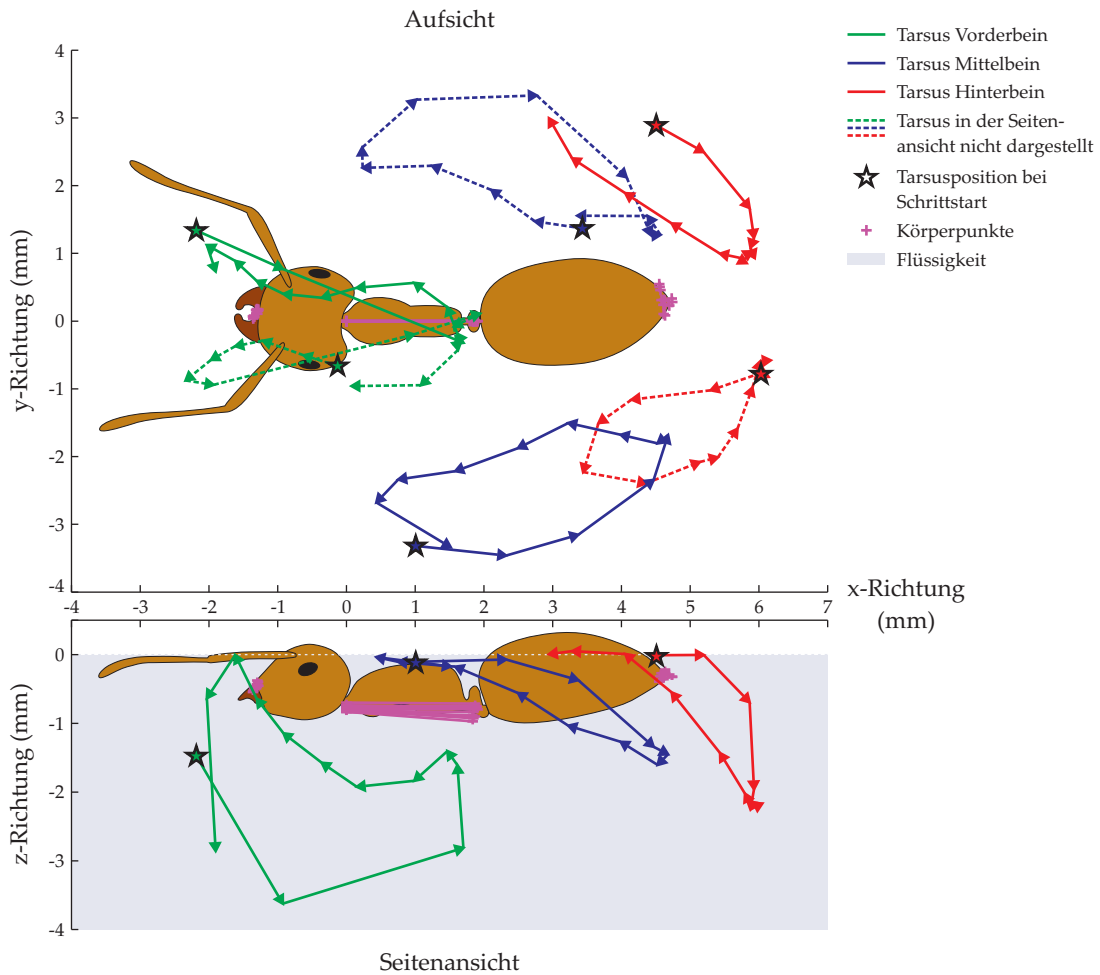 Aufsicht
4
3
2
1
0
-1
-2
-3
-4
y-Richtung (mm)
Tarsus Vorderbein
Tarsus Mittelbein
Tarsus Hinterbein
Tarsus in der Seiten-
ansicht nicht dargestellt
Tarsusposition bei
Schrittstart
Körperpunkte
Flüssigkeit
-4 -3 -2 -1 0 1 2 3 4 5 6 7
x-Richtung
(mm)
0
-1
-2
-3
-4
z-Richtung (mm)
Seitenansicht